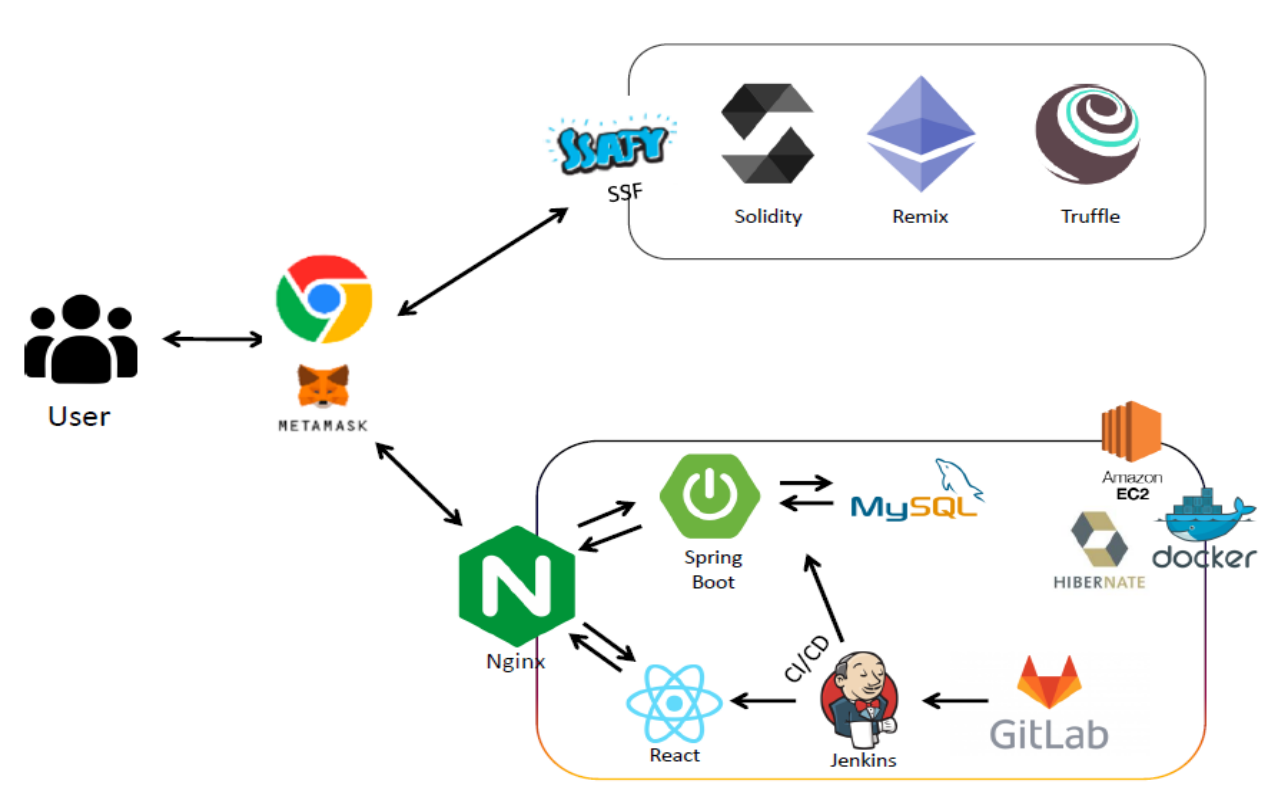 SSAFY
SSF
Solidity
Remix
Truffle
User
METAMASK
Amazon
EC2
MySQL
Spring
Boot
HIBERNATE
docker
Nginx
CI/CD
React
Jenkins
GitLab